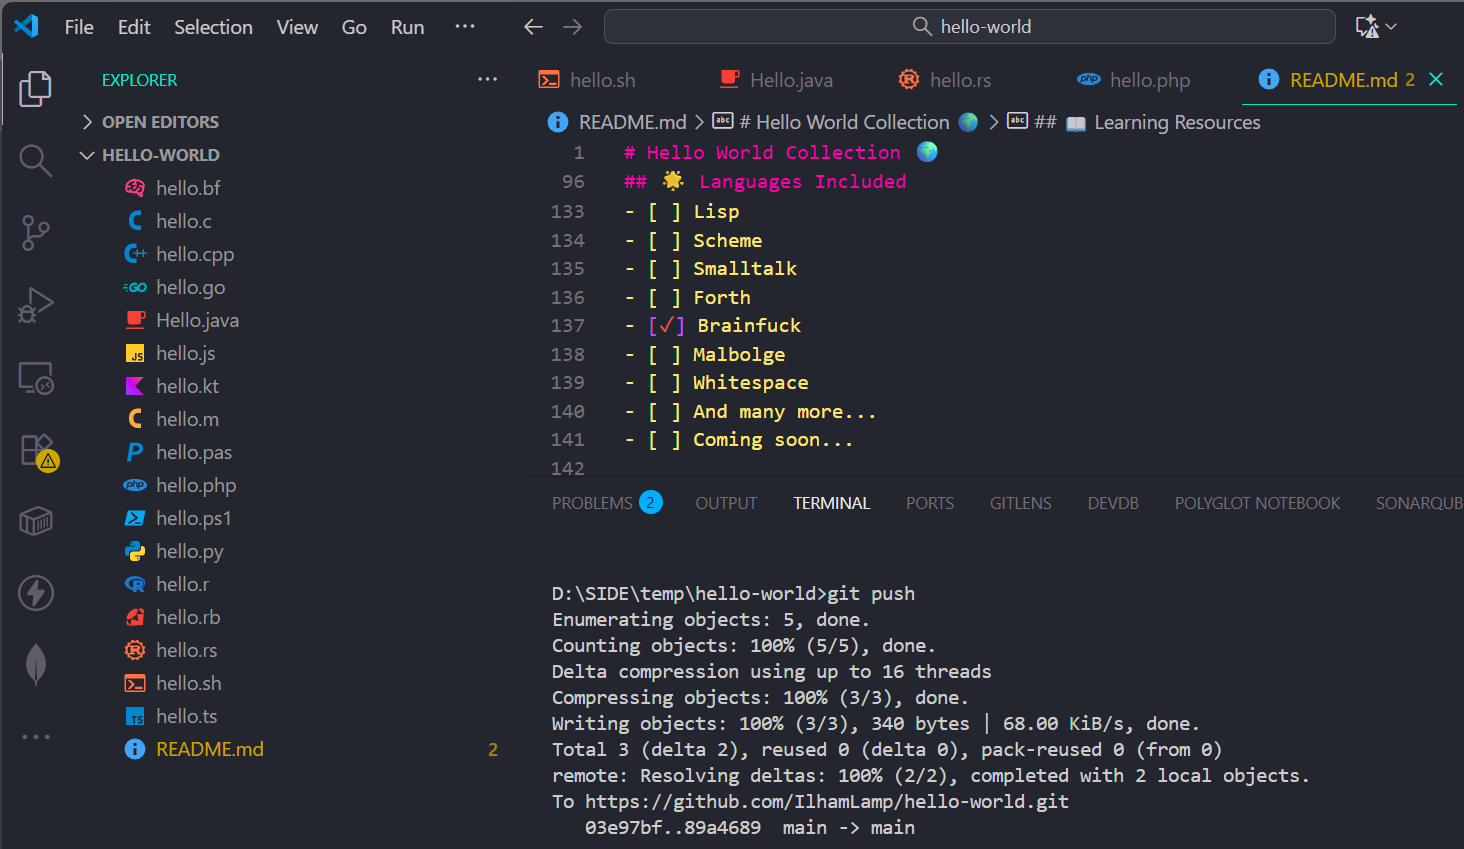 File Edit Selection View Go Run ··· ← → hello-world
EXPLORER ···
OPEN EDITORS
HELLO-WORLD
hello.bf
hello.c
hello.cpp
hello.go
Hello.java
hello.js
hello.kt
hello.m
hello.pas
hello.php
hello.ps1
hello.py
hello.r
hello.rb
hello.rs
hello.sh
hello.ts
README.md 2
hello.sh Hello.java hello.rs hello.php README.md 2
README.md > # Hello World Collection 🌍 > ## 📖 Learning Resources
1 # Hello World Collection 🌍
96 ## 🌟 Languages Included
133 - [ ] Lisp
134 - [ ] Scheme
135 - [ ] Smalltalk
136 - [ ] Forth
137 - [✓] Brainfuck
138 - [ ] Malbolge
139 - [ ] Whitespace
140 - [ ] And many more...
141 - [ ] Coming soon...
142
PROBLEMS 2 OUTPUT TERMINAL PORTS GITLENS DEVDB POLYGLOT NOTEBOOK SONARQUB
D:\SIDE\temp\hello-world>git push
Enumerating objects: 5, done.
Counting objects: 100% (5/5), done.
Delta compression using up to 16 threads
Compressing objects: 100% (3/3), done.
Writing objects: 100% (3/3), 340 bytes | 68.00 KiB/s, done.
Total 3 (delta 2), reused 0 (delta 0), pack-reused 0 (from 0)
remote: Resolving deltas: 100% (2/2), completed with 2 local objects.
To https://github.com/IlhamLamp/hello-world.git
03e97bf..89a4689 main -> main